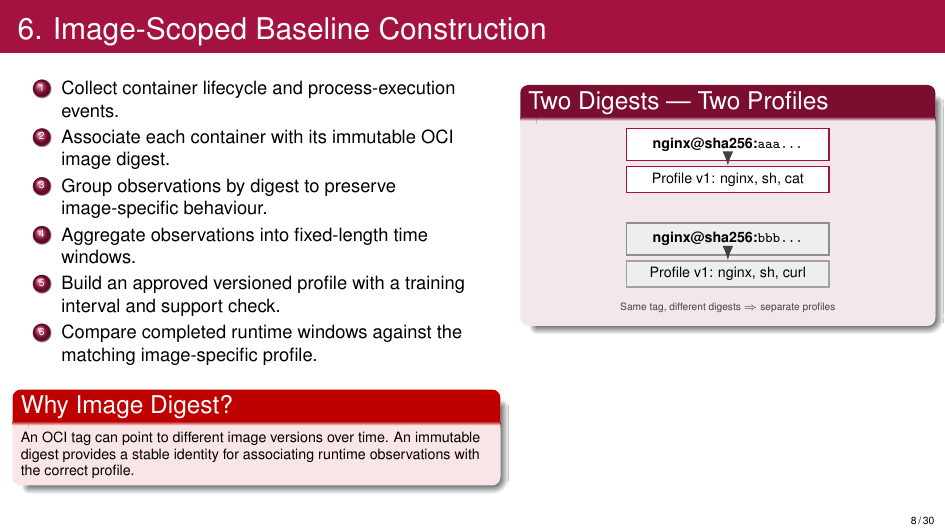 6. Image-Scoped Baseline Construction
1 Collect container lifecycle and process-execution
events.
2 Associate each container with its immutable OCI
image digest.
3 Group observations by digest to preserve
image-specific behaviour.
4 Aggregate observations into fixed-length time
windows.
5 Build an approved versioned profile with a training
interval and support check.
6 Compare completed runtime windows against the
matching image-specific profile.
Why Image Digest?
An OCI tag can point to different image versions over time. An immutable
digest provides a stable identity for associating runtime observations with
the correct profile.
Two Digests — Two Profiles
nginx@sha256:aaa...
Profile v1: nginx, sh, cat
nginx@sha256:bbb...
Profile v1: nginx, sh, curl
Same tag, different digests ⇒ separate profiles
8 / 30